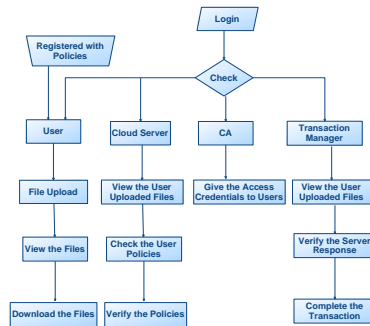 Login
Registered with
Policies
Check
User
Cloud Server
CA
Transaction
Manager
File Upload
View the User
Uploaded Files
Give the Access
Credentials to Users
View the User
Uploaded Files
View the Files
Check the User
Policies
Verify the Server
Response
Download the Files
Verify the Policies
Complete the
Transaction